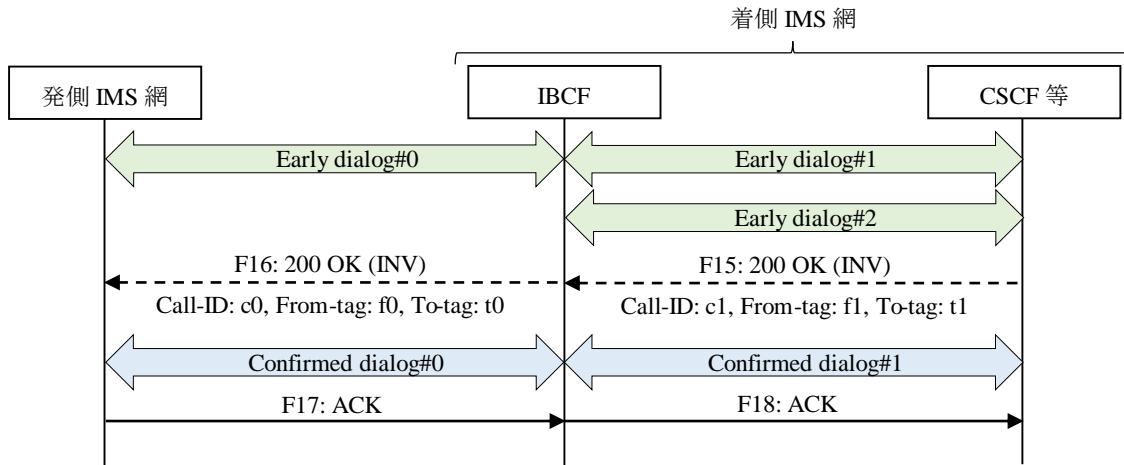 着側 IMS 網
発側 IMS 網
IBCF
CSCF 等
Early dialog#0
Early dialog#1
Early dialog#2
F16: 200 OK (INV)
F15: 200 OK (INV)
Call-ID: c0, From-tag: f0, To-tag: t0
Call-ID: c1, From-tag: f1, To-tag: t1
Confirmed dialog#0
Confirmed dialog#1
F17: ACK
F18: ACK